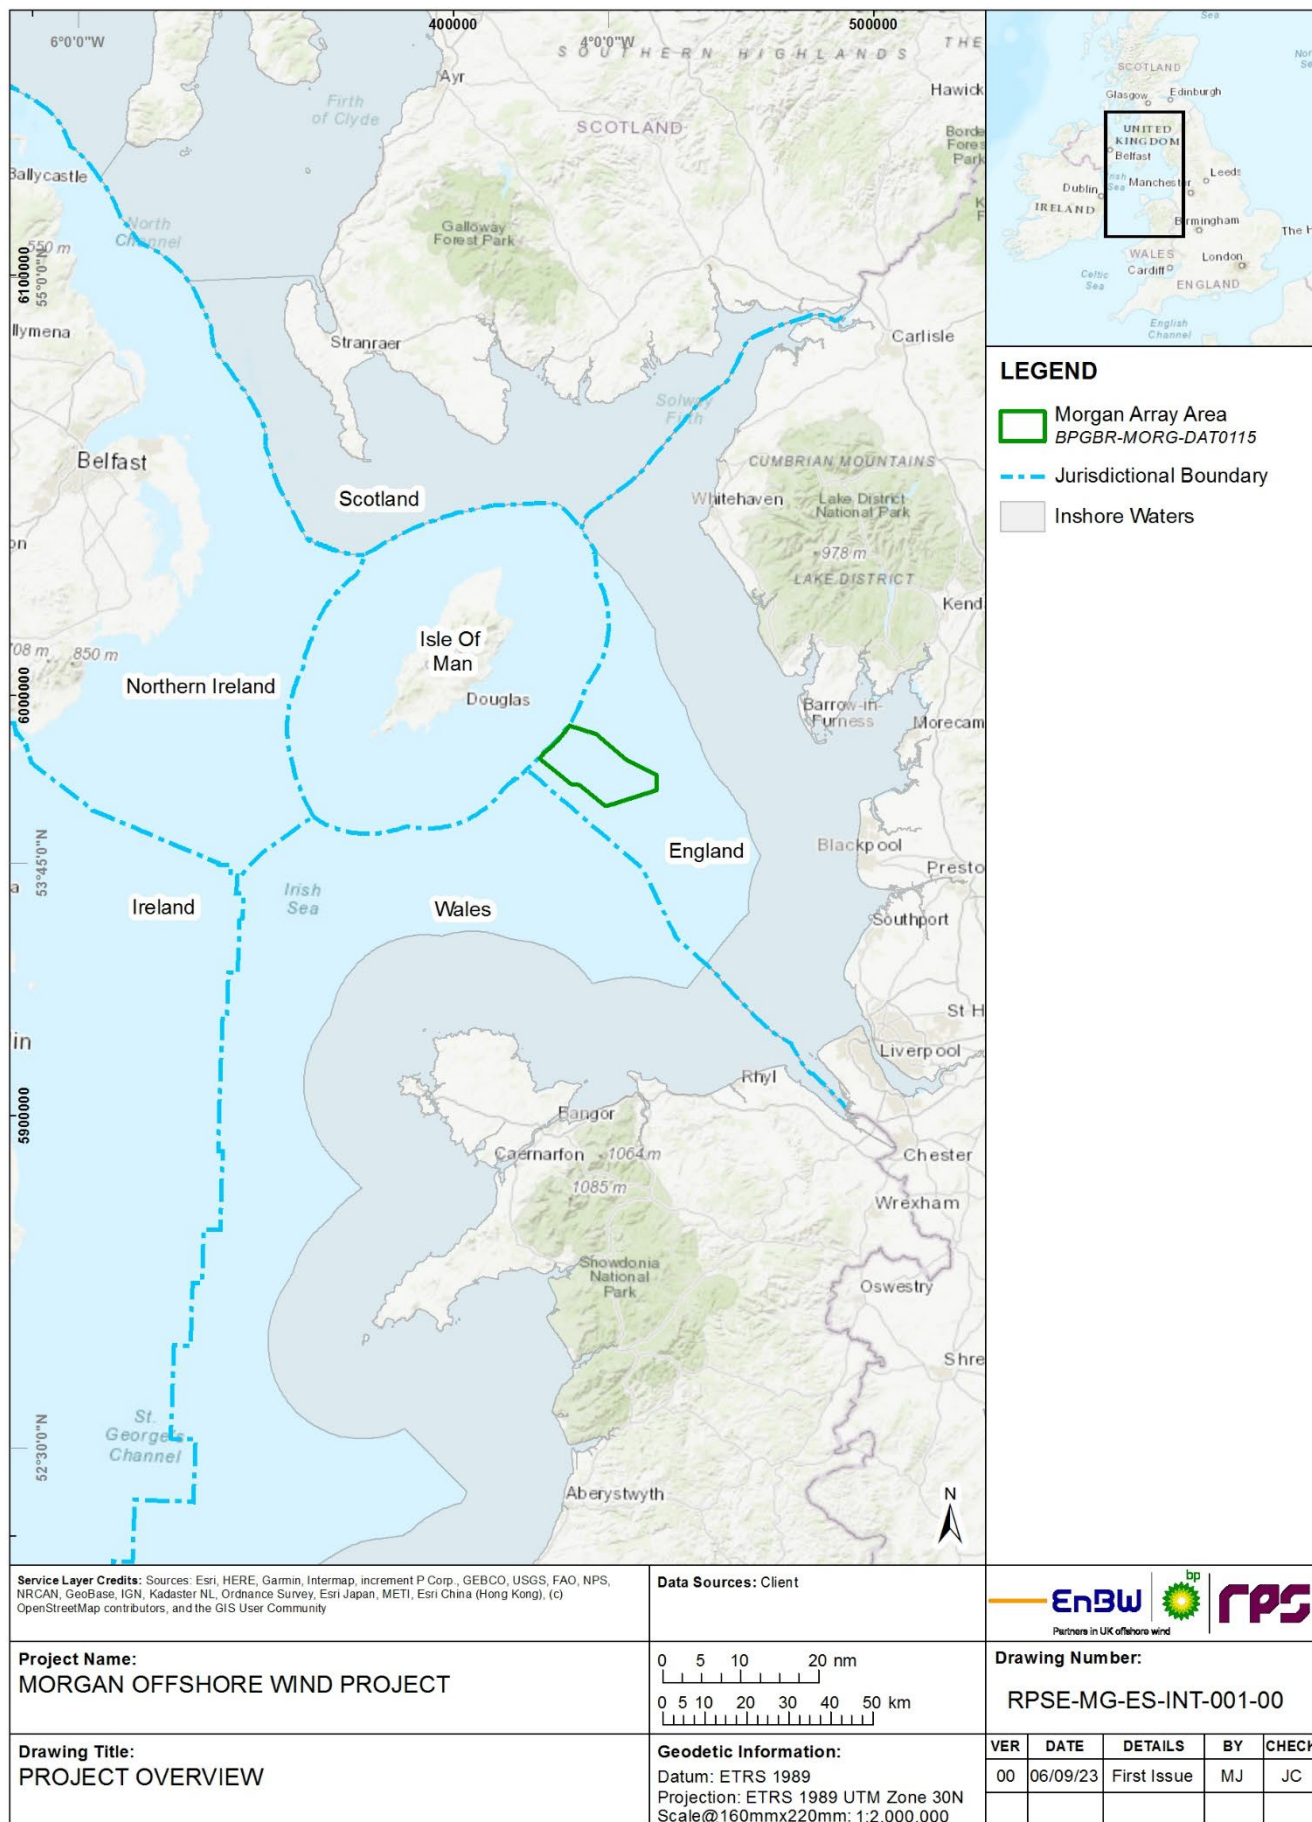 400000
500000
6°0'0"W
4°0'0"W
SOUTHERN HIGHLANDS
THE
Ayr
Hawick
Firth
of Clyde
SCOTLAND
Borde
Fores
Park
Ballycastle
North
Channel
550 m
Galloway
Forest Park
6100000
55°0'0"N
llymena
Stranraer
Carlisle
Solway
Firth
Belfast
CUMBRIAN MOUNTAINS
Scotland
Whitehaven
Lake District
National Park
978 m
LAKE DISTRICT
on
Kend
Isle Of
Man
708 m
850 m
Northern Ireland
Douglas
6000000
Barrow-in-
Furness
Morecam
53°45'0"N
England
Blackpool
Presto
a
Irish
Sea
Ireland
Wales
Southport
St H
in
Liverpool
Rhyl
5900000
Bangor
Caernarfon
1064 m
Chester
1085 m
Wrexham
Snowdonia
National
Park
Oswestry
Shre
St.
George's
Channel
52°30'0"N
Aberystwyth
N
Sea
Nor
Se
SCOTLAND
Glasgow
Edinburgh
UNITED
KINGDOM
Belfast
Irish
Sea
Leeds
Dublin
Manchester
IRELAND
Birmingham
The H
WALES
London
Cardiff
Celtic
Sea
ENGLAND
English
Channel
LEGEND
Morgan Array Area
BPGBR-MORG-DAT0115
Jurisdictional Boundary
Inshore Waters
Service Layer Credits: Sources: Esri, HERE, Garmin, Intermap, increment P Corp., GEBCO, USGS, FAO, NPS,
NRCAN, GeoBase, IGN, Kadaster NL, Ordnance Survey, Esri Japan, METI, Esri China (Hong Kong), (c)
OpenStreetMap contributors, and the GIS User Community
Data Sources: Client
EnBW
bp
rps
Partners in UK offshore wind
Project Name:
MORGAN OFFSHORE WIND PROJECT
0 5 10 20 nm
0 5 10 20 30 40 50 km
Drawing Number:
RPSE-MG-ES-INT-001-00
Drawing Title:
PROJECT OVERVIEW
Geodetic Information:
Datum: ETRS 1989
Projection: ETRS 1989 UTM Zone 30N
Scale@160mmx220mm: 1:2,000,000
VER DATE DETAILS BY CHECK
00 06/09/23 First Issue MJ JC